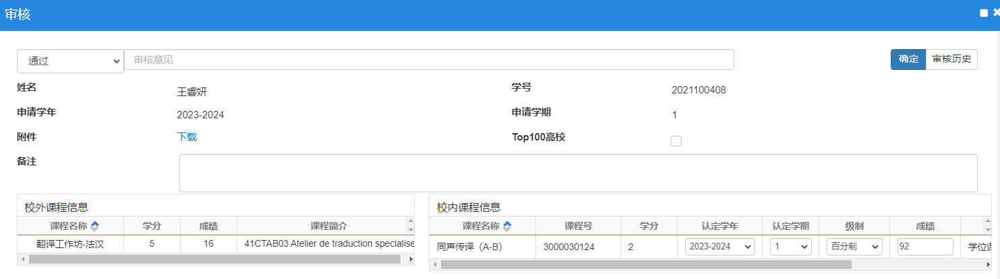 审核
通过 审核意见 确定 审核历史
姓名 王睿妍 学号 2021100408
申请学年 2023-2024 申请学期 1
附件 下载 Top100高校
备注
校外课程信息 校内课程信息
课程名称 学分 成绩 课程简介 课程名称 课程号 学分 认定学年 认定学期 级制 成绩
翻译工作坊-法汉 5 16 41CTAB03 Atelier de traduction specialise 同声传译（A-B） 3000030124 2 2023-2024 1 百分制 92 学位